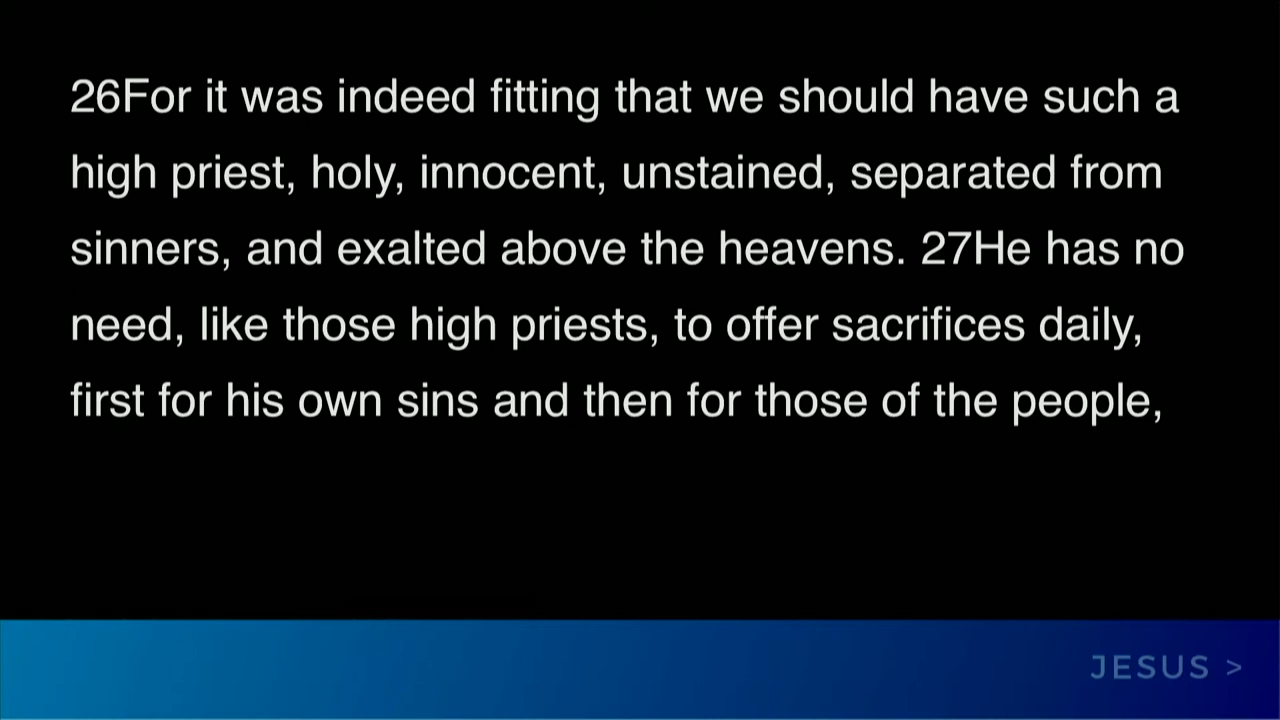 26For it was indeed fitting that we should have such a
high priest, holy, innocent, unstained, separated from
sinners, and exalted above the heavens. 27He has no
need, like those high priests, to offer sacrifices daily,
first for his own sins and then for those of the people,
JESUS >